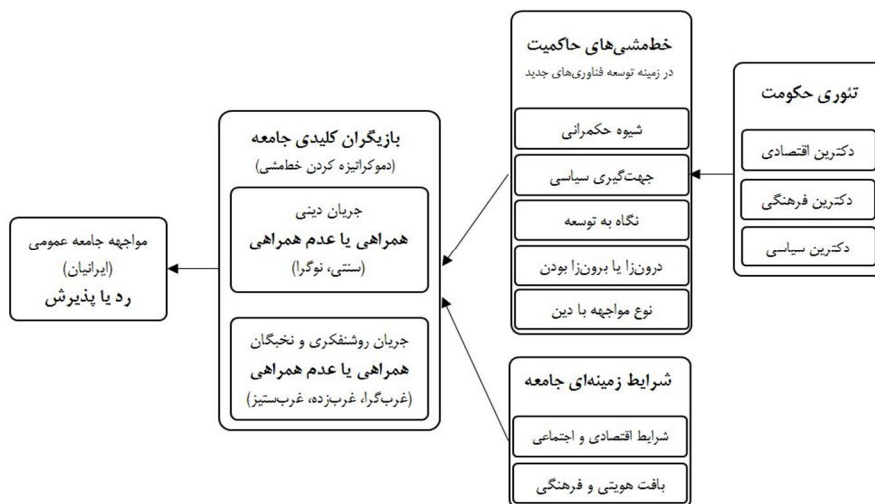 تئوری حکومت
دکترین اقتصادی
دکترین فرهنگی
دکترین سیاسی
خط‌مشی‌های حاکمیت
در زمینه توسعه فناوری‌های جدید
شیوه حکمرانی
جهت‌گیری سیاسی
نگاه به توسعه
درون‌زا یا برون‌زا بودن
نوع مواجهه با دین
شرایط زمینه‌ای جامعه
شرایط اقتصادی و اجتماعی
بافت هویتی و فرهنگی
بازیگران کلیدی جامعه
(دموکراتیزه کردن خط‌مشی)
جریان دینی
همراهی یا عدم همراهی
(سنتی، نوگرا)
جریان روشنفکری و نخبگان
همراهی یا عدم همراهی
(غرب‌گرا، غرب‌زده، غرب‌ستیز)
مواجهه جامعه عمومی
(ایرانیان)
رد یا پذیرش